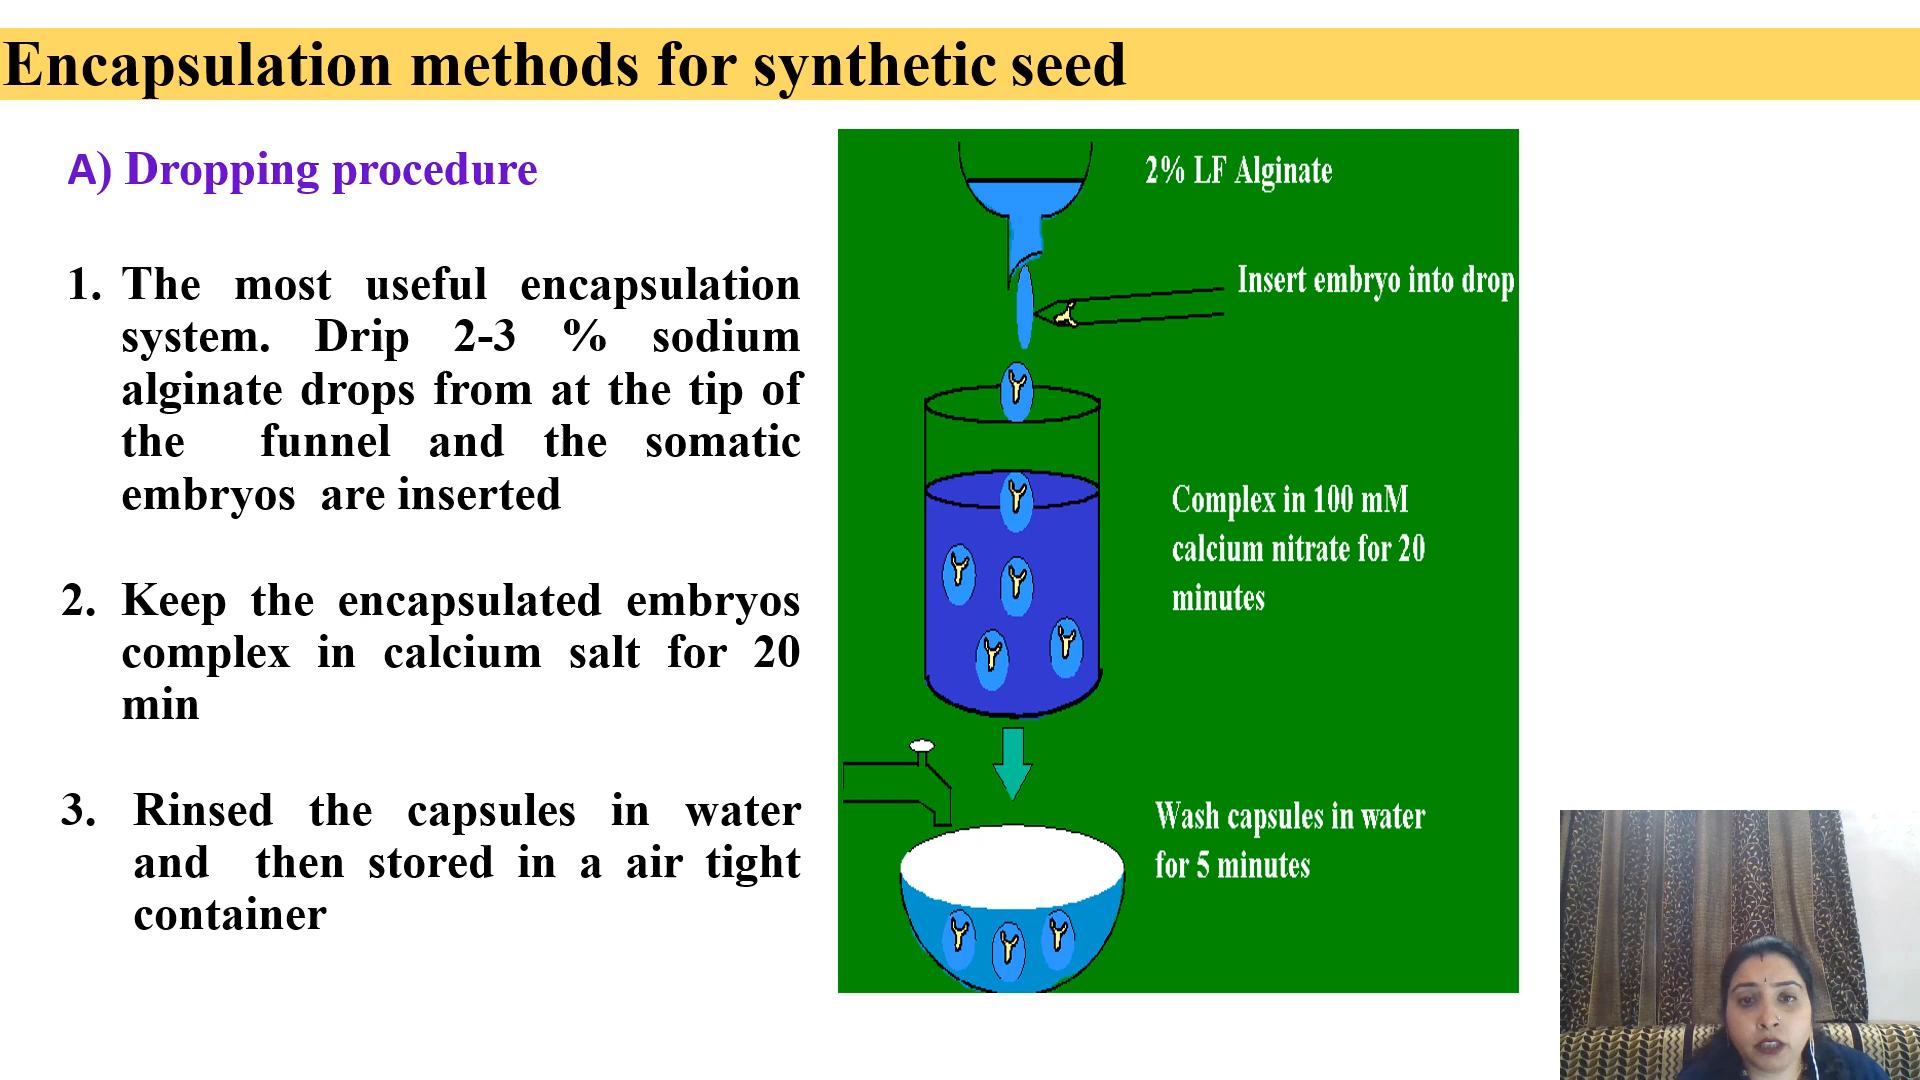 Encapsulation methods for synthetic seed
A) Dropping procedure
1. The most useful encapsulation
system. Drip 2-3 % sodium
alginate drops from at the tip of
the funnel and the somatic
embryos are inserted
2. Keep the encapsulated embryos
complex in calcium salt for 20
min
3. Rinsed the capsules in water
and then stored in a air tight
container
2% LF Alginate
Insert embryo into drop
Complex in 100 mM
calcium nitrate for 20
minutes
Wash capsules in water
for 5 minutes